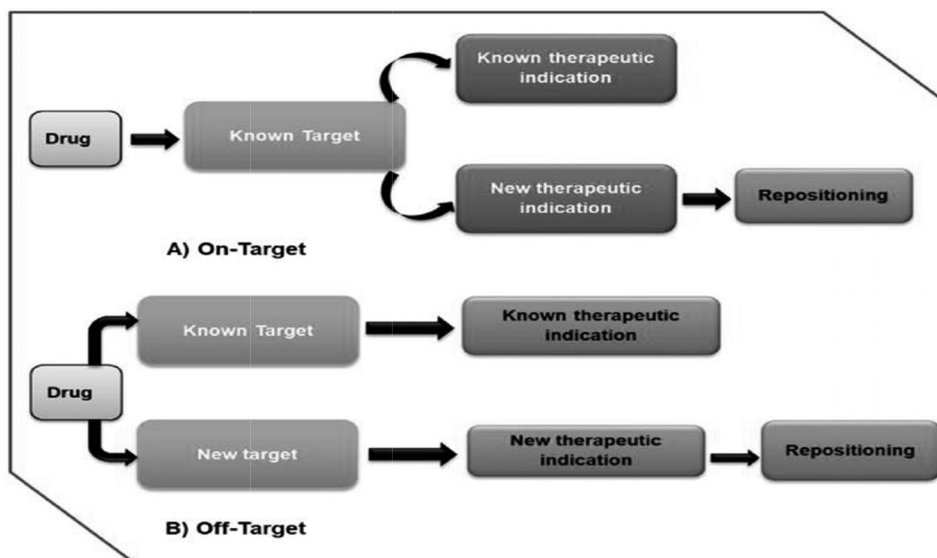 Known therapeutic
indication
Drug
Known Target
New therapeutic
indication
Repositioning
A) On-Target
Known Target
Known therapeutic
indication
Drug
New target
New therapeutic
indication
Repositioning
B) Off-Target